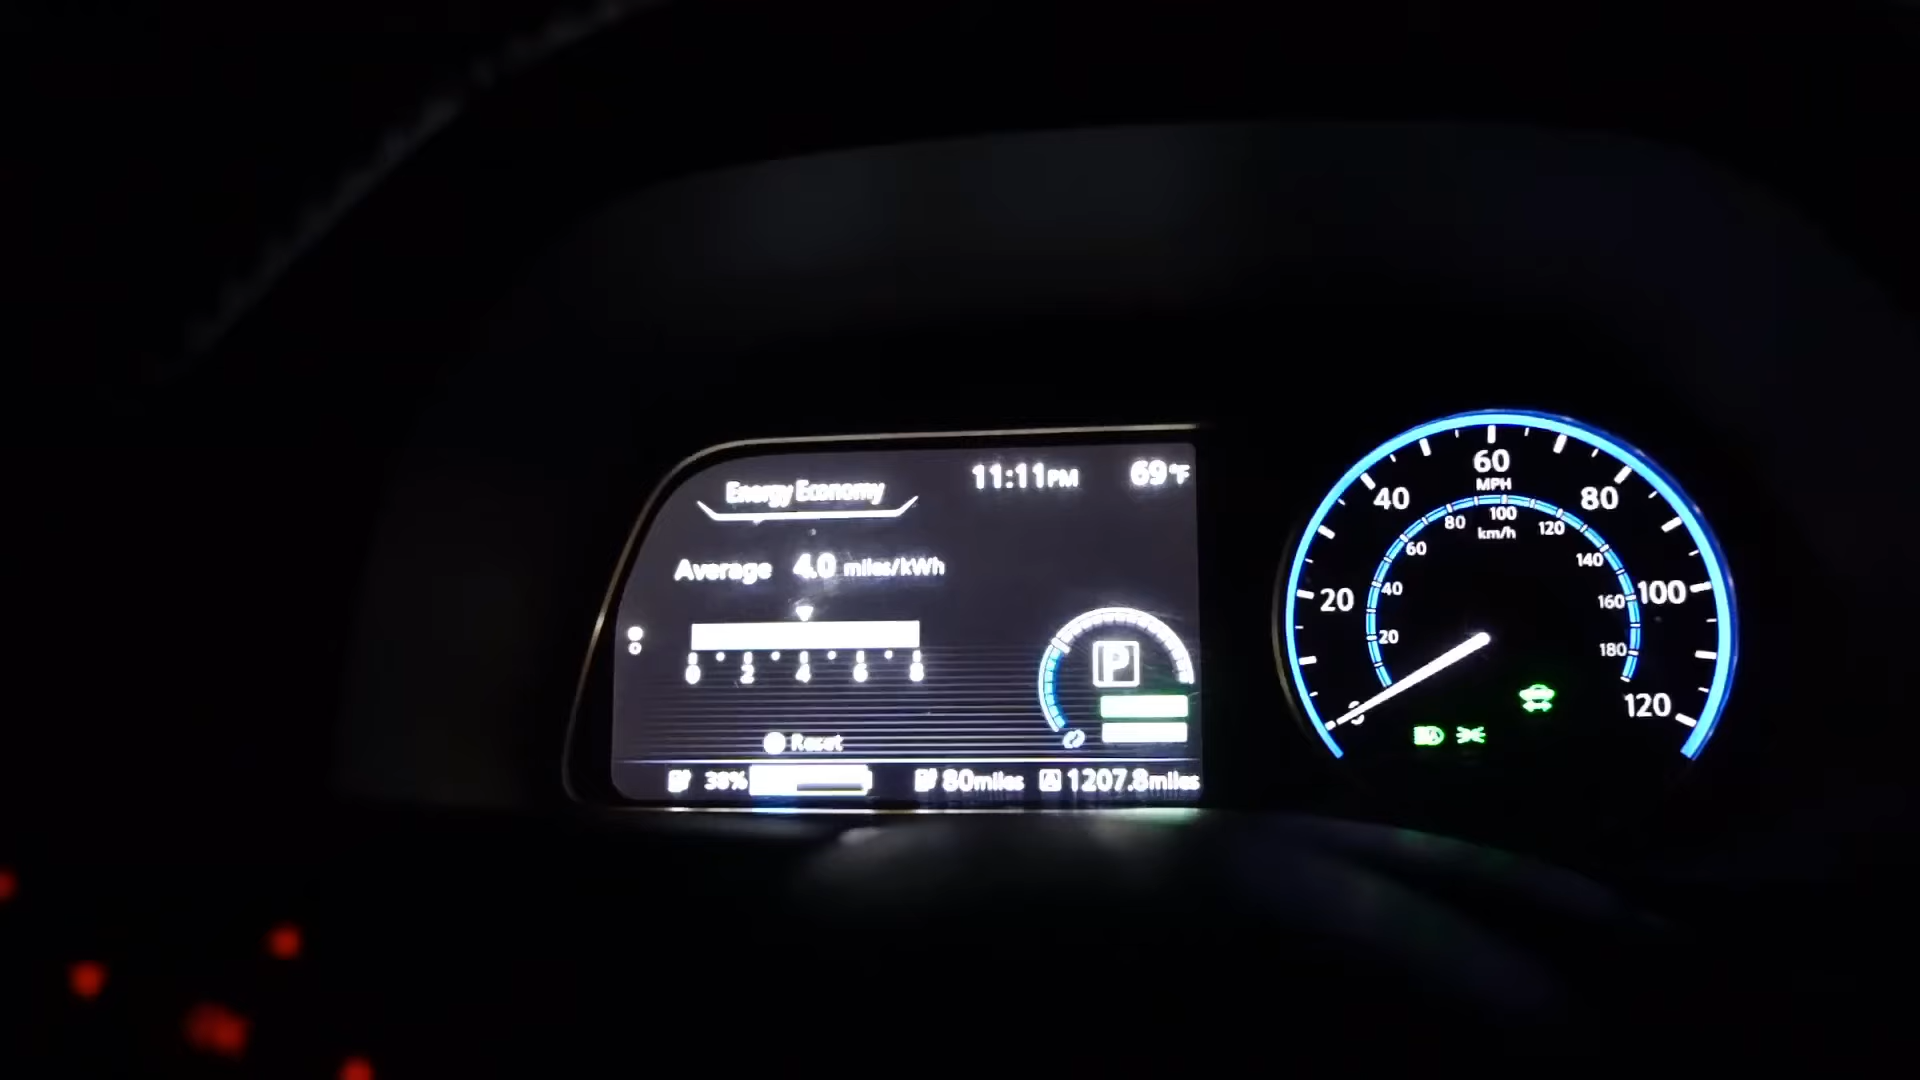 Energy Economy
11:11PM 69°F
Average 4.0 miles/kWh
0 2 4 6 8
P
Reset
38% 80miles A 1207.8miles
0 20 40 60 80 100 120
MPH
20 40 60 80 100 120 140 160 180
km/h